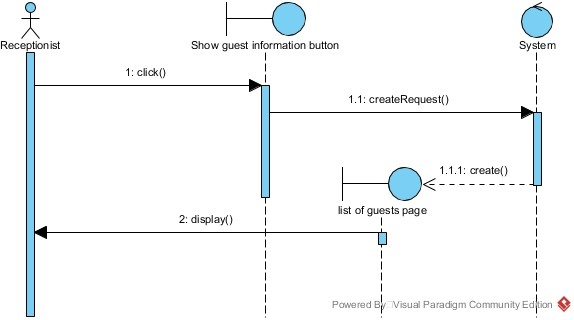 Receptionist
Show guest information button
System
1: click()
1.1: createRequest()
1.1.1: create()
list of guests page
2: display()
Powered By Visual Paradigm Community Edition